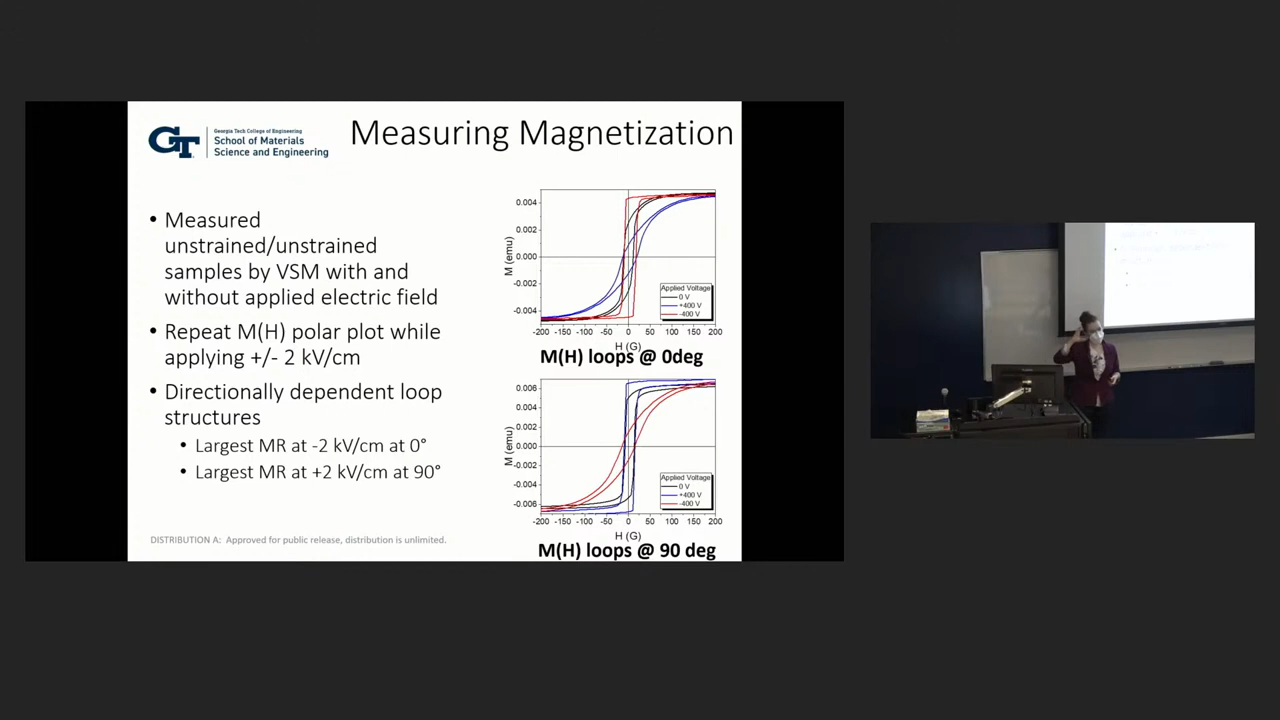 GT
Georgia Tech College of Engineering
School of Materials
Science and Engineering
Measuring Magnetization
• Measured
unstrained/unstrained
samples by VSM with and
without applied electric field
• Repeat M(H) polar plot while
applying +/- 2 kV/cm
• Directionally dependent loop
structures
• Largest MR at -2 kV/cm at 0°
• Largest MR at +2 kV/cm at 90°
DISTRIBUTION A: Approved for public release, distribution is unlimited.
M (emu)
0.004
0.002
0.000
-0.002
-0.004
Applied Voltage
0 V
+400 V
-400 V
-200 -150 -100 -50 0 50 100 150 200
H (G)
M(H) loops @ 0deg
M (emu)
0.006
0.004
0.002
0.000
-0.002
-0.004
-0.006
Applied Voltage
0 V
+400 V
-400 V
-200 -150 -100 -50 0 50 100 150 200
H (G)
M(H) loops @ 90 deg